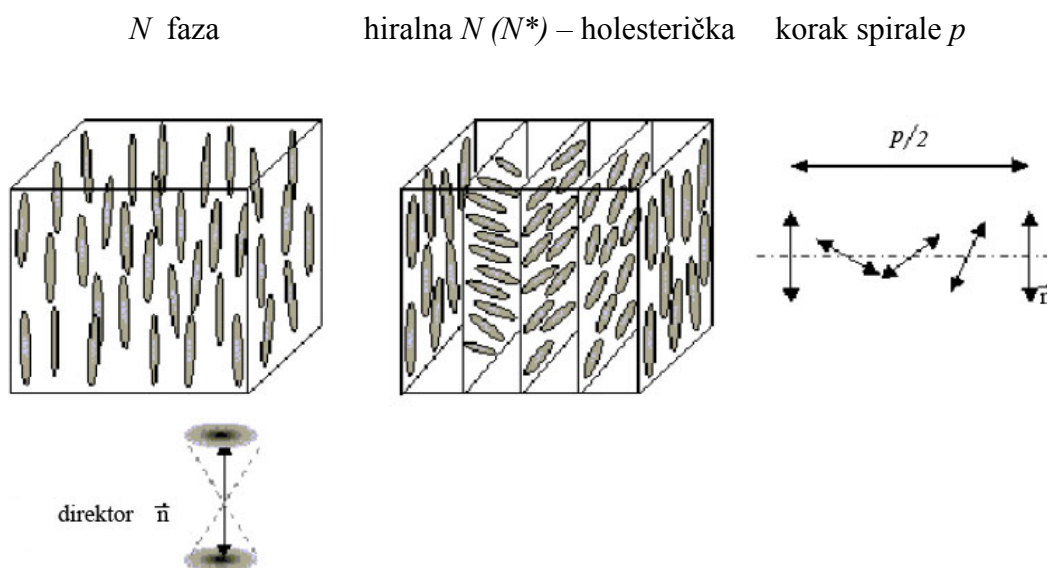 N faza hiralna N (N*) – holesterička korak spirale p
p/2
n⃗
direktor n⃗